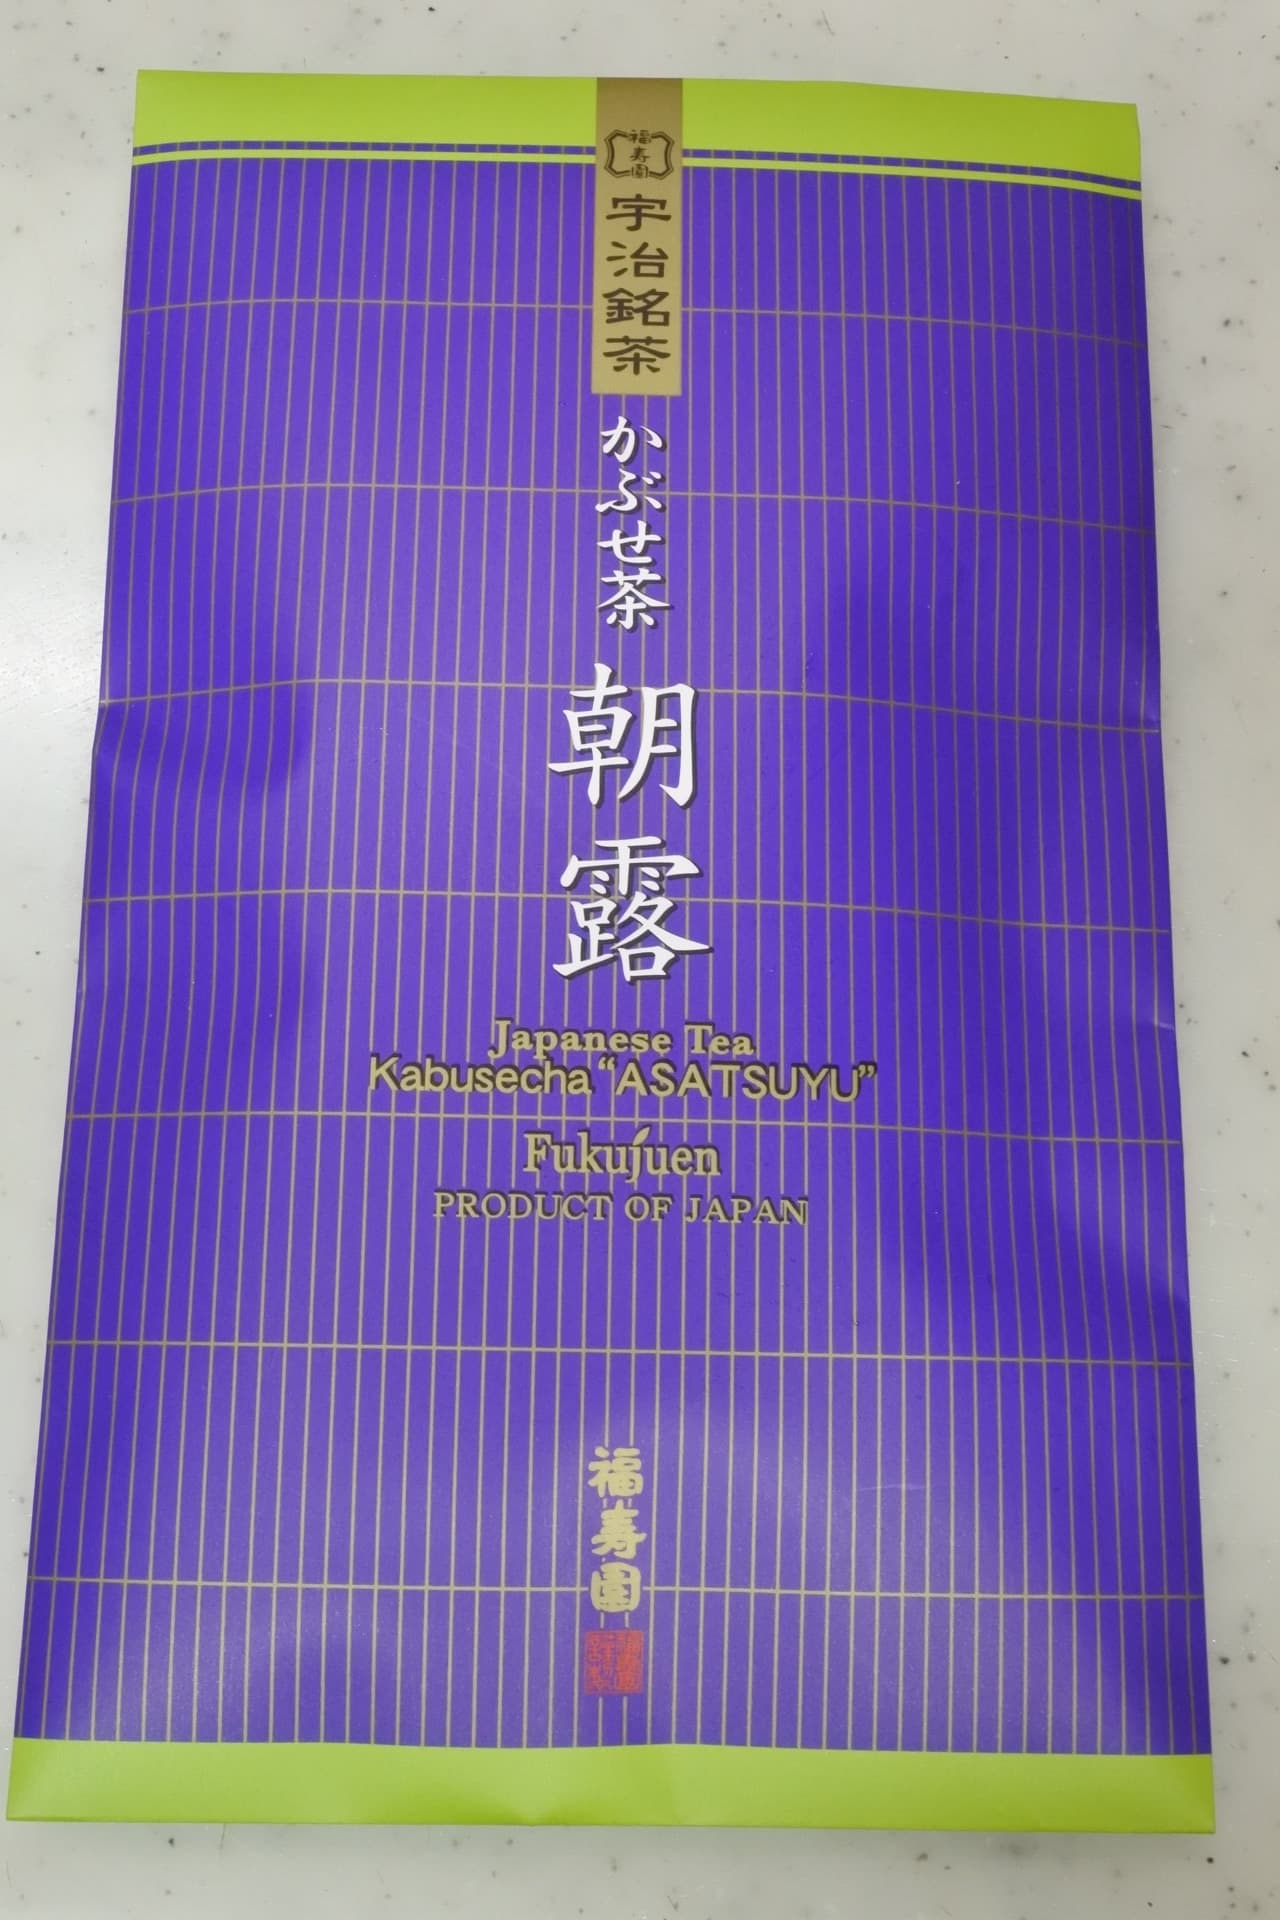 福寿園
宇治銘茶
かぶせ茶
朝露
Japanese Tea
Kabusecha “ASATSUYU”
Fukujuen
PRODUCT OF JAPAN
福寿園